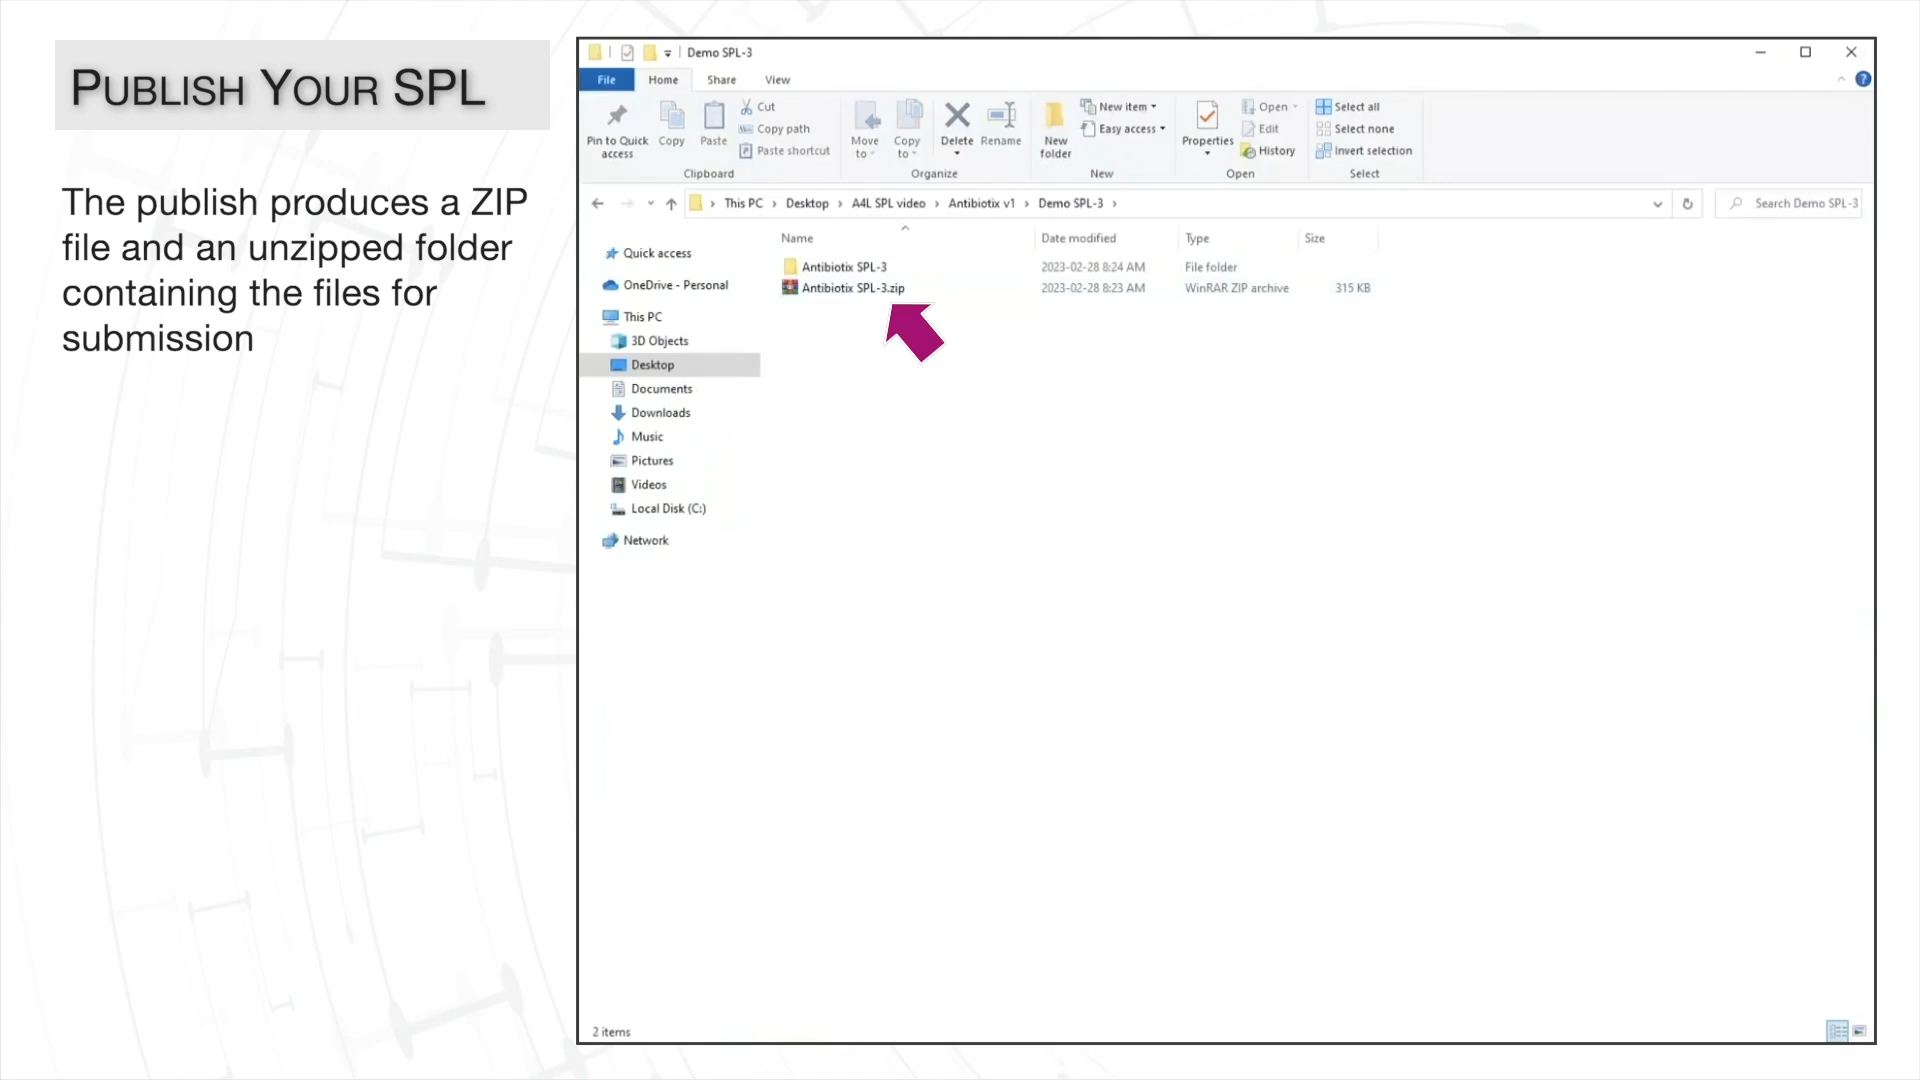 PUBLISH YOUR SPL
The publish produces a ZIP
file and an unzipped folder
containing the files for
submission
Demo SPL-3
File Home Share View
Pin to Quick access
Copy
Paste
Cut
Copy path
Paste shortcut
Clipboard
Move to
Copy to
Delete
Rename
Organize
New folder
New item
Easy access
New
Properties
Open
Edit
History
Open
Select all
Select none
Invert selection
Select
This PC › Desktop › A4L SPL video › Antibiotix v1 › Demo SPL-3 ›
Search Demo SPL-3
Quick access
OneDrive - Personal
This PC
3D Objects
Desktop
Documents
Downloads
Music
Pictures
Videos
Local Disk (C:)
Network
Name Date modified Type Size
Antibiotix SPL-3 2023-02-28 8:24 AM File folder
Antibiotix SPL-3.zip 2023-02-28 8:23 AM WinRAR ZIP archive 315 KB
2 items